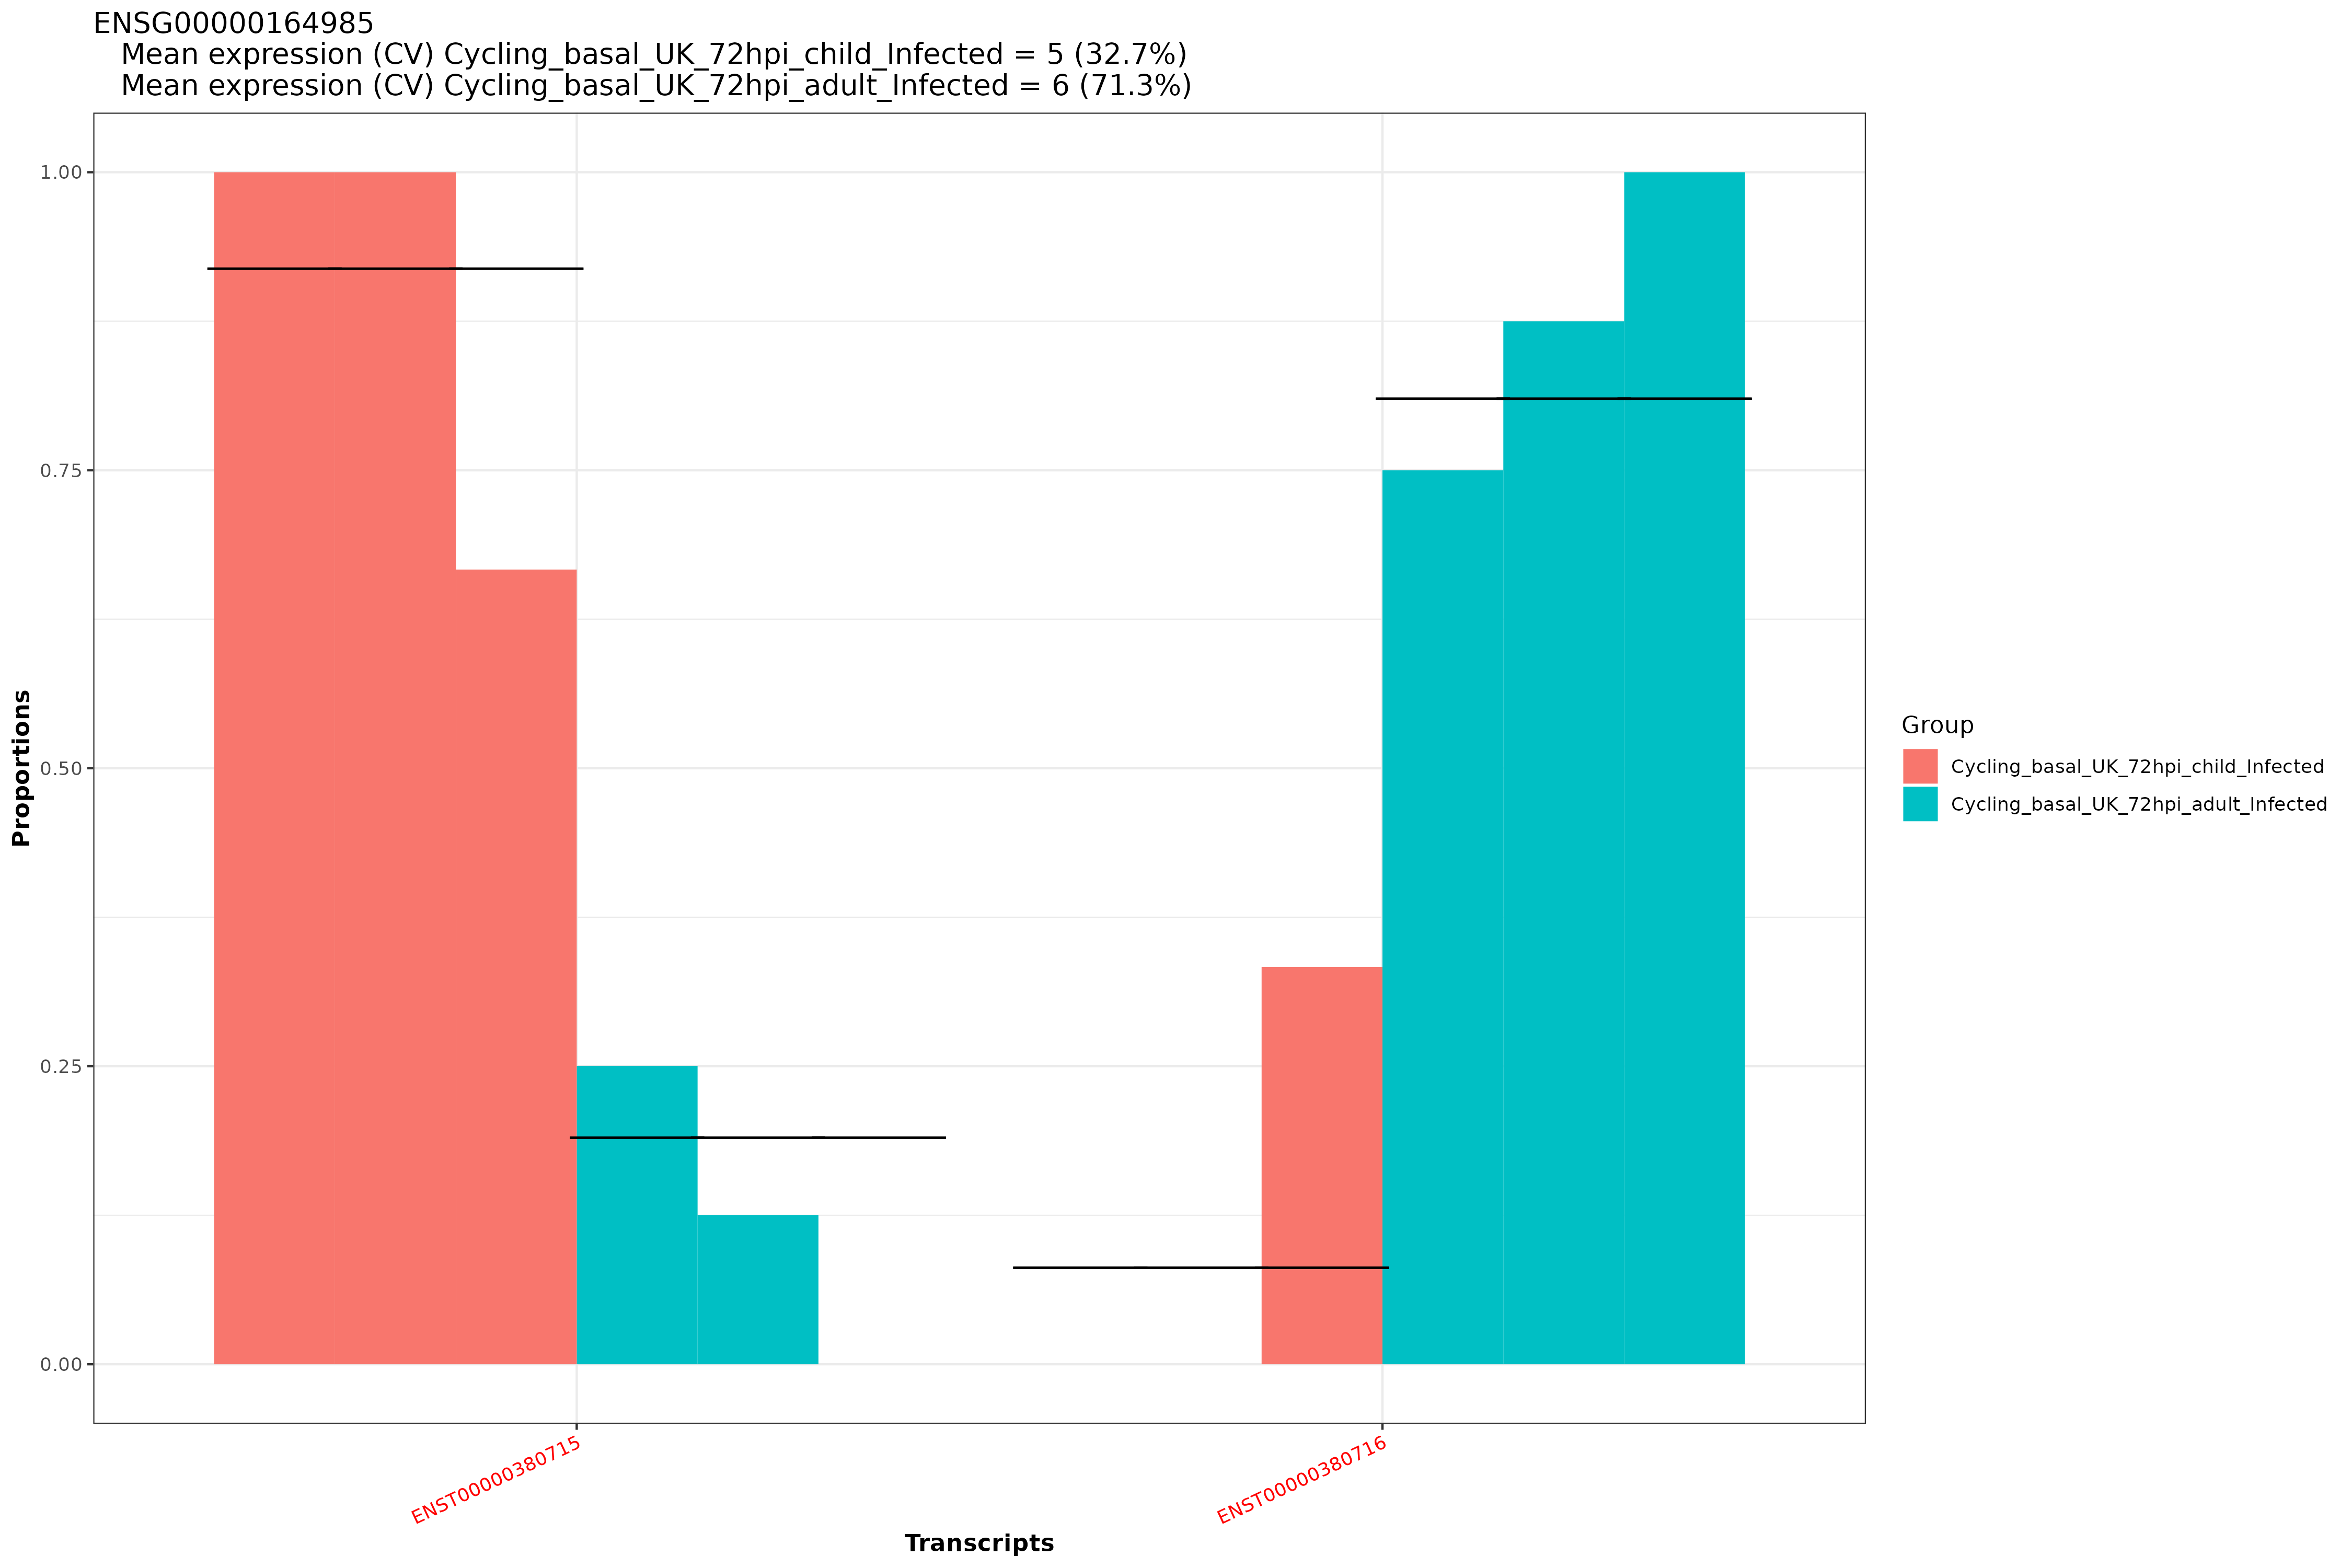 ENSG00000164985
Mean expression (CV) Cycling_basal_UK_72hpi_child_Infected = 5 (32.7%)
Mean expression (CV) Cycling_basal_UK_72hpi_adult_Infected = 6 (71.3%)
1.00
0.75
0.50
0.25
0.00
Proportions
ENST00000380715
ENST00000380716
Transcripts
Group
Cycling_basal_UK_72hpi_child_Infected
Cycling_basal_UK_72hpi_adult_Infected